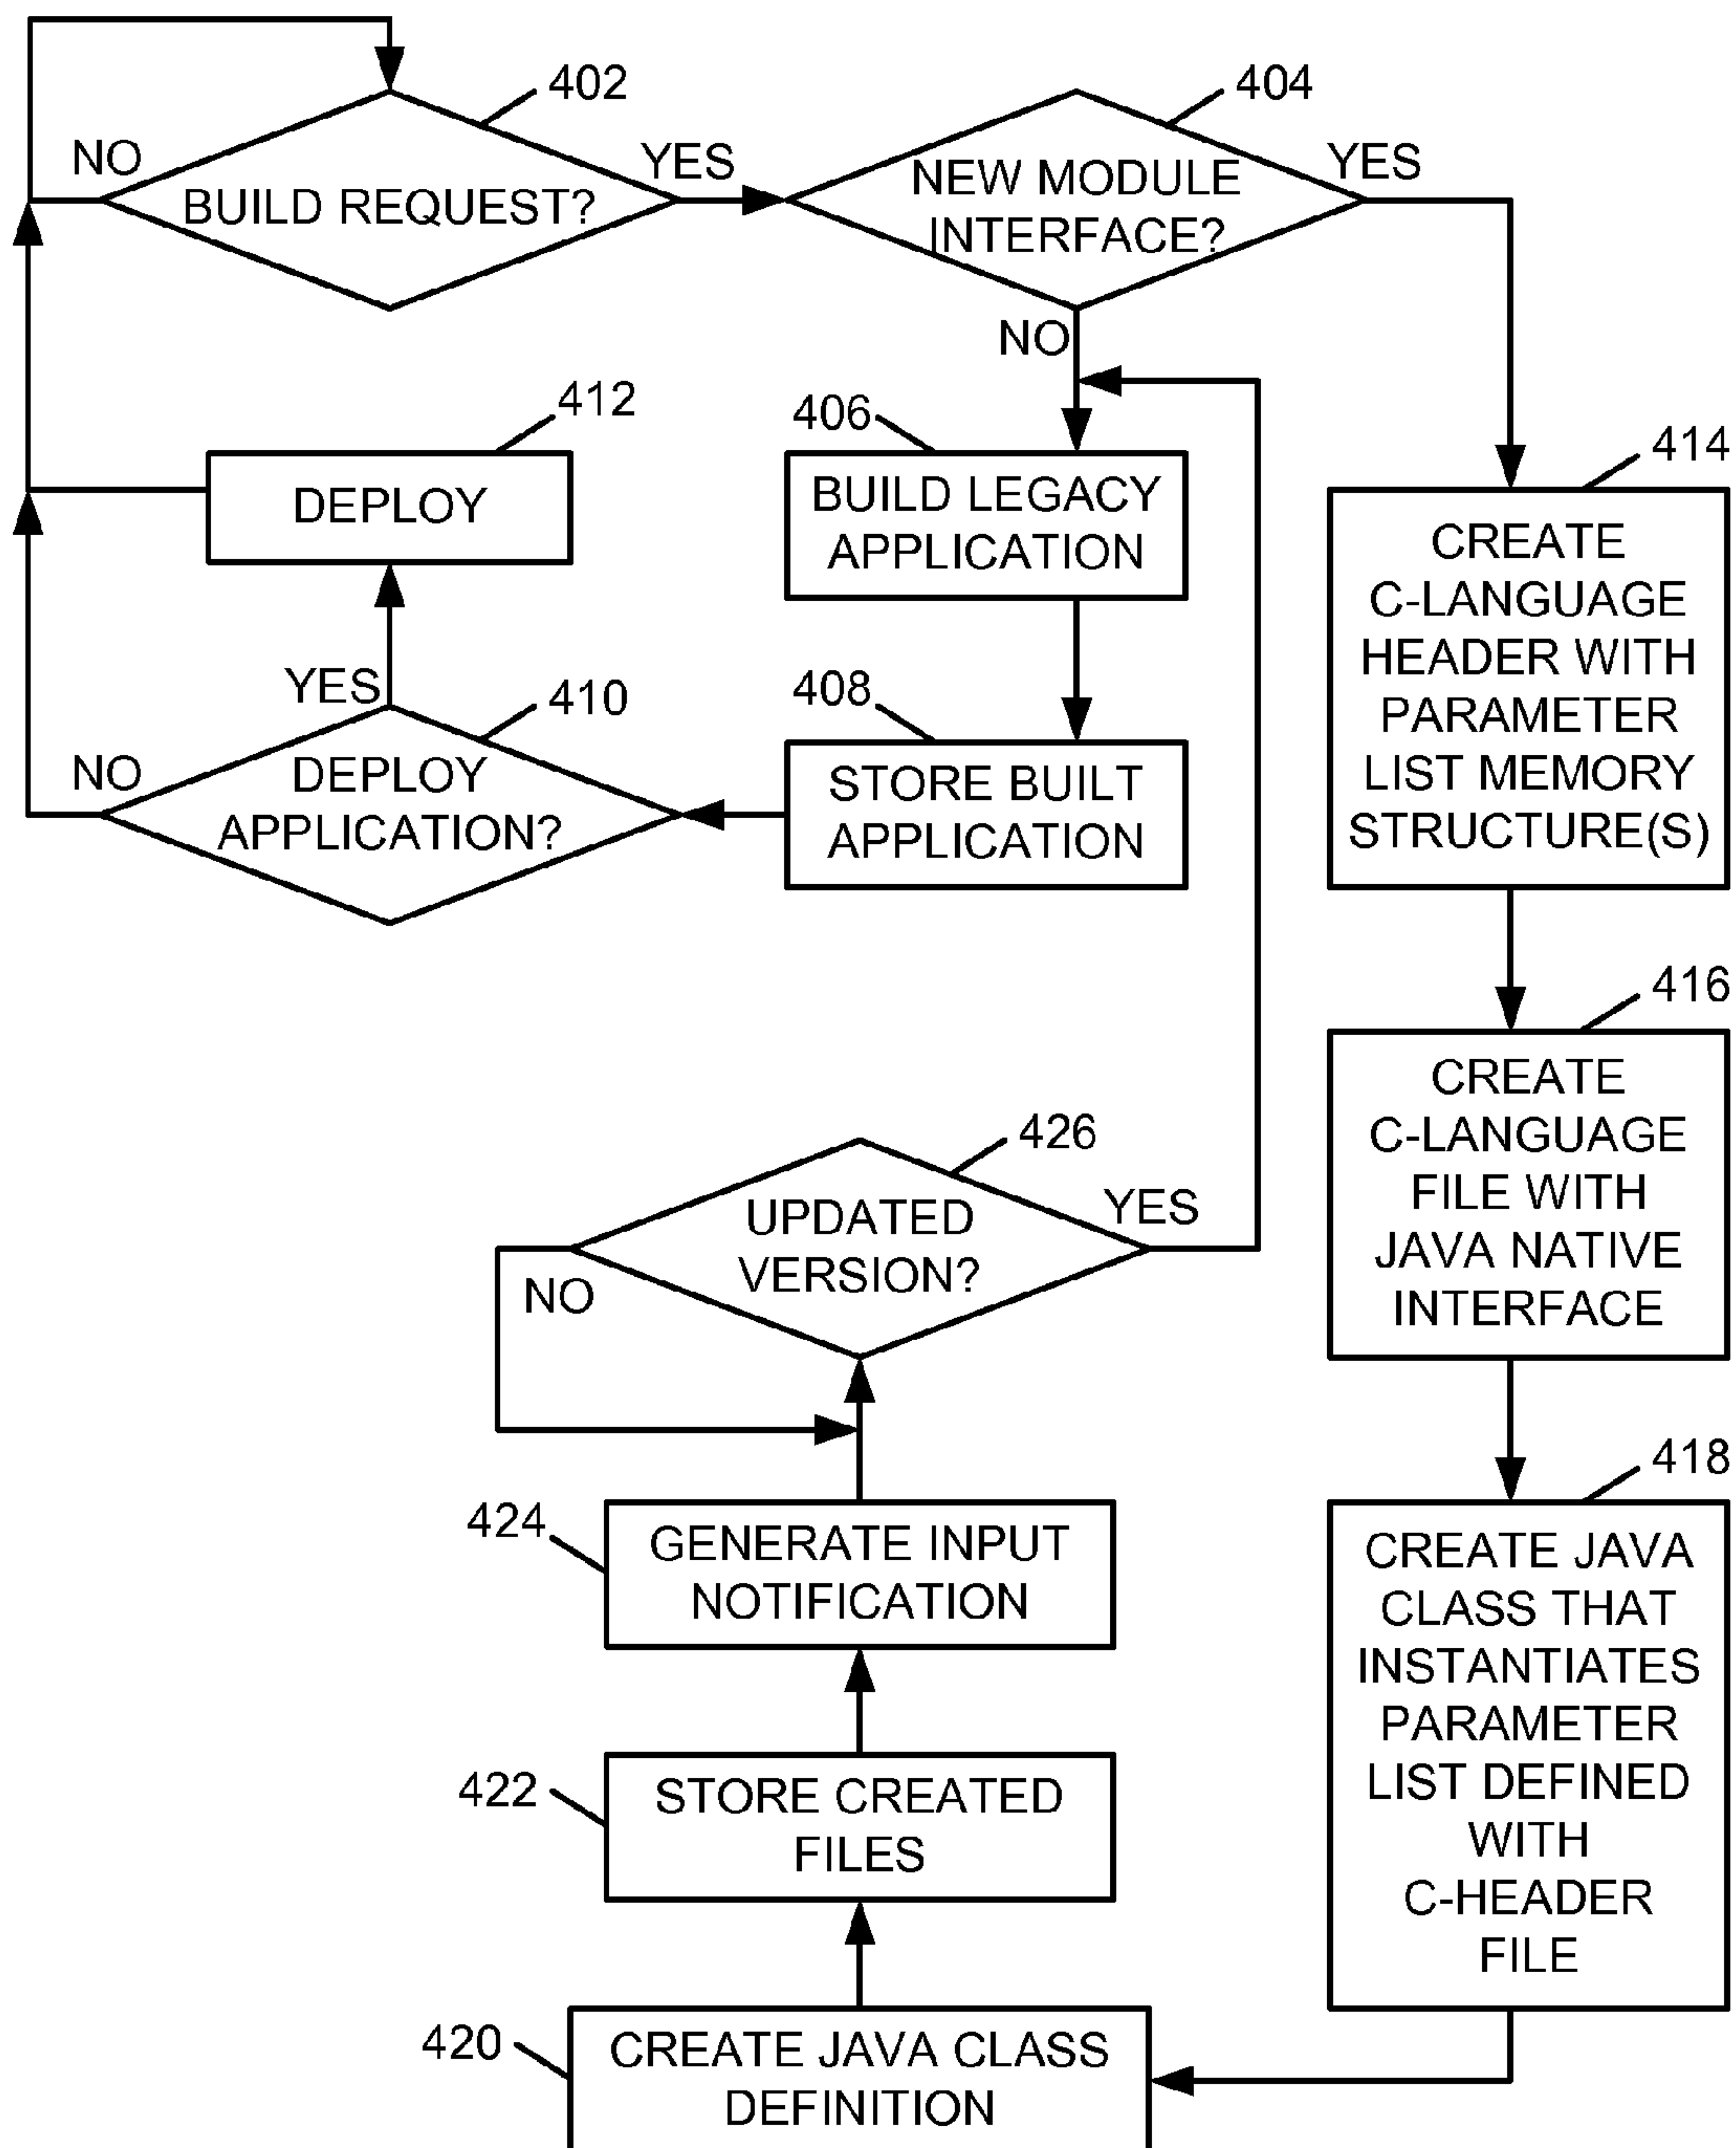 402
NO
BUILD REQUEST?
YES
404
NEW MODULE
INTERFACE?
YES
NO
406
BUILD LEGACY
APPLICATION
408
STORE BUILT
APPLICATION
410
DEPLOY
APPLICATION?
NO
YES
412
DEPLOY
414
CREATE
C-LANGUAGE
HEADER WITH
PARAMETER
LIST MEMORY
STRUCTURE(S)
416
CREATE
C-LANGUAGE
FILE WITH
JAVA NATIVE
INTERFACE
418
CREATE JAVA
CLASS THAT
INSTANTIATES
PARAMETER
LIST DEFINED
WITH
C-HEADER
FILE
420
CREATE JAVA CLASS
DEFINITION
422
STORE CREATED
FILES
424
GENERATE INPUT
NOTIFICATION
426
UPDATED
VERSION?
YES
NO